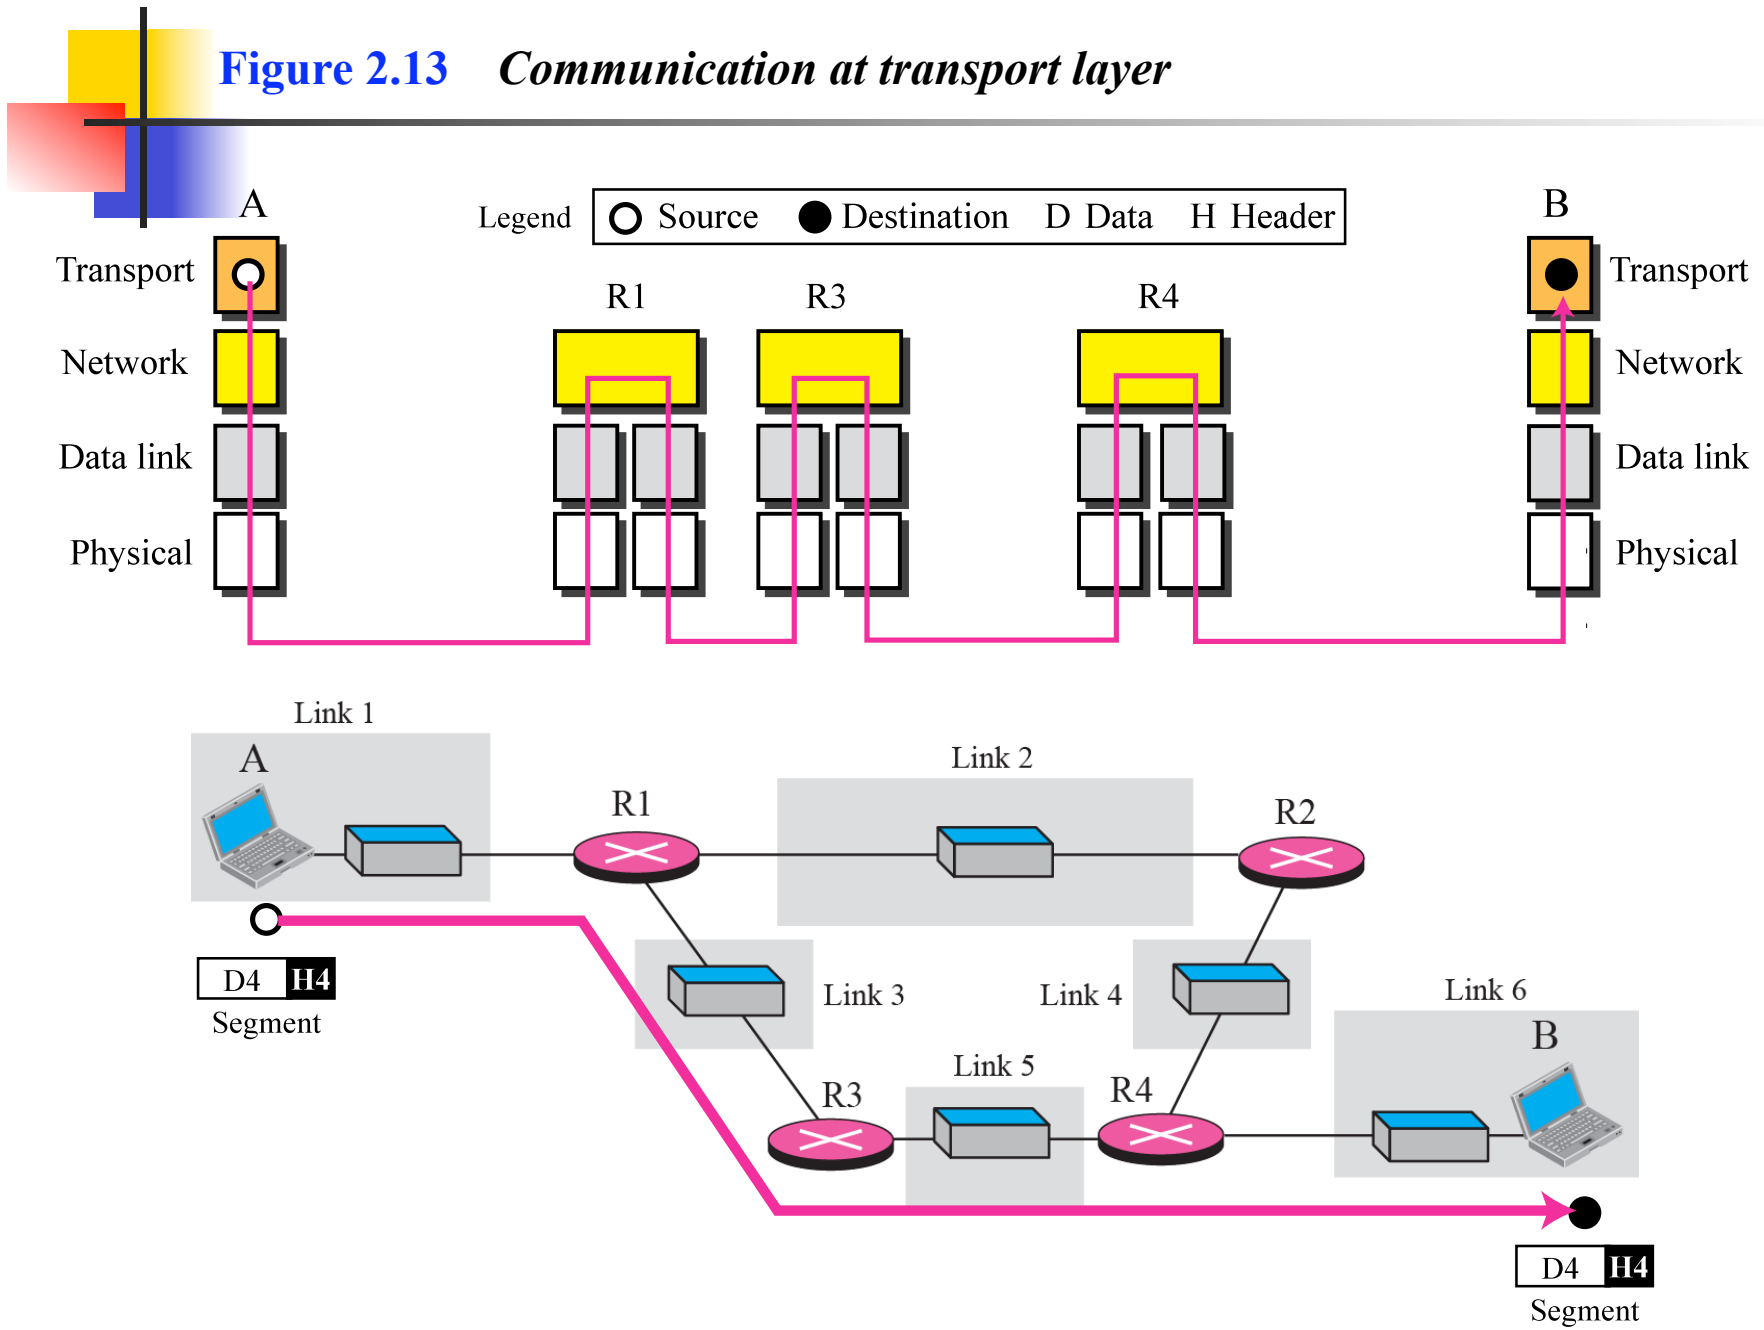 Figure 2.13 Communication at transport layer
A
Legend
Source Destination D Data H Header
B
Transport
Transport
R1 R3 R4
Network
Network
Data link
Data link
Physical
Physical
Link 1
A
Link 2
R1
R2
Link 3
Link 4
Link 6
D4 H4
Segment
B
Link 5
R3
R4
D4 H4
Segment